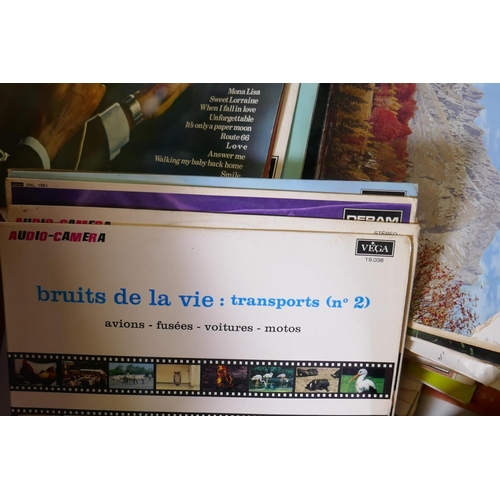 Mona Lisa
Sweet Lorraine
When I fall in love
Unforgettable
It's only a paper moon
Route 66
Love
Answer me
Walking my baby back home
Smile
DERAM
AUDIO-CAMERA
STÉRÉO
AUDIO-CAMERA
VÉGA
19.036
bruits de la vie : transports (n° 2)
avions - fusées - voitures - motos